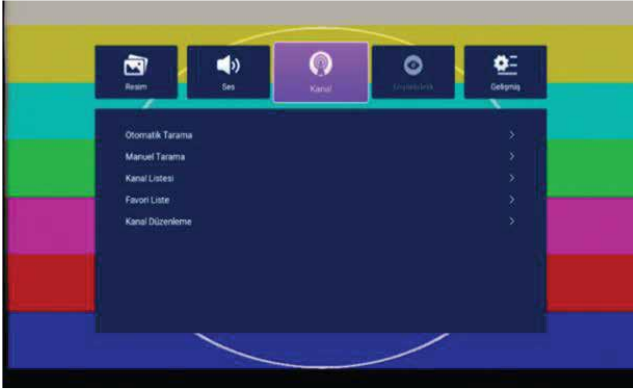 Resim
Ses
Kanal
Gelişmiş
Otomatik Tarama
Manuel Tarama
Kanal Listesi
Favori Liste
Kanal Düzenleme